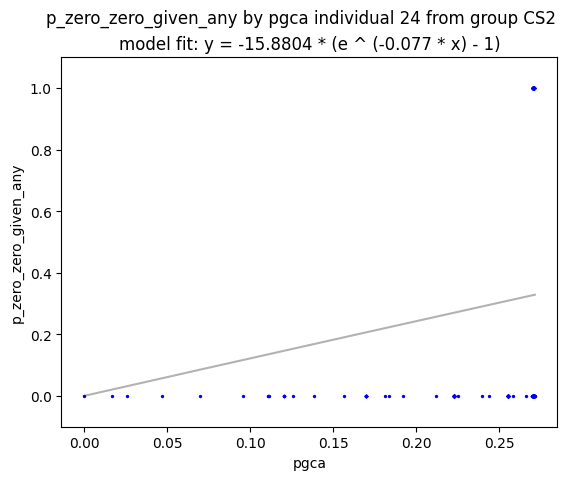 p_zero_zero_given_any by pgca individual 24 from group CS2
model fit: y = -15.8804 * (e ^ (-0.077 * x) - 1)
p_zero_zero_given_any
1.0
0.8
0.6
0.4
0.2
0.0
0.00 0.05 0.10 0.15 0.20 0.25
pgca